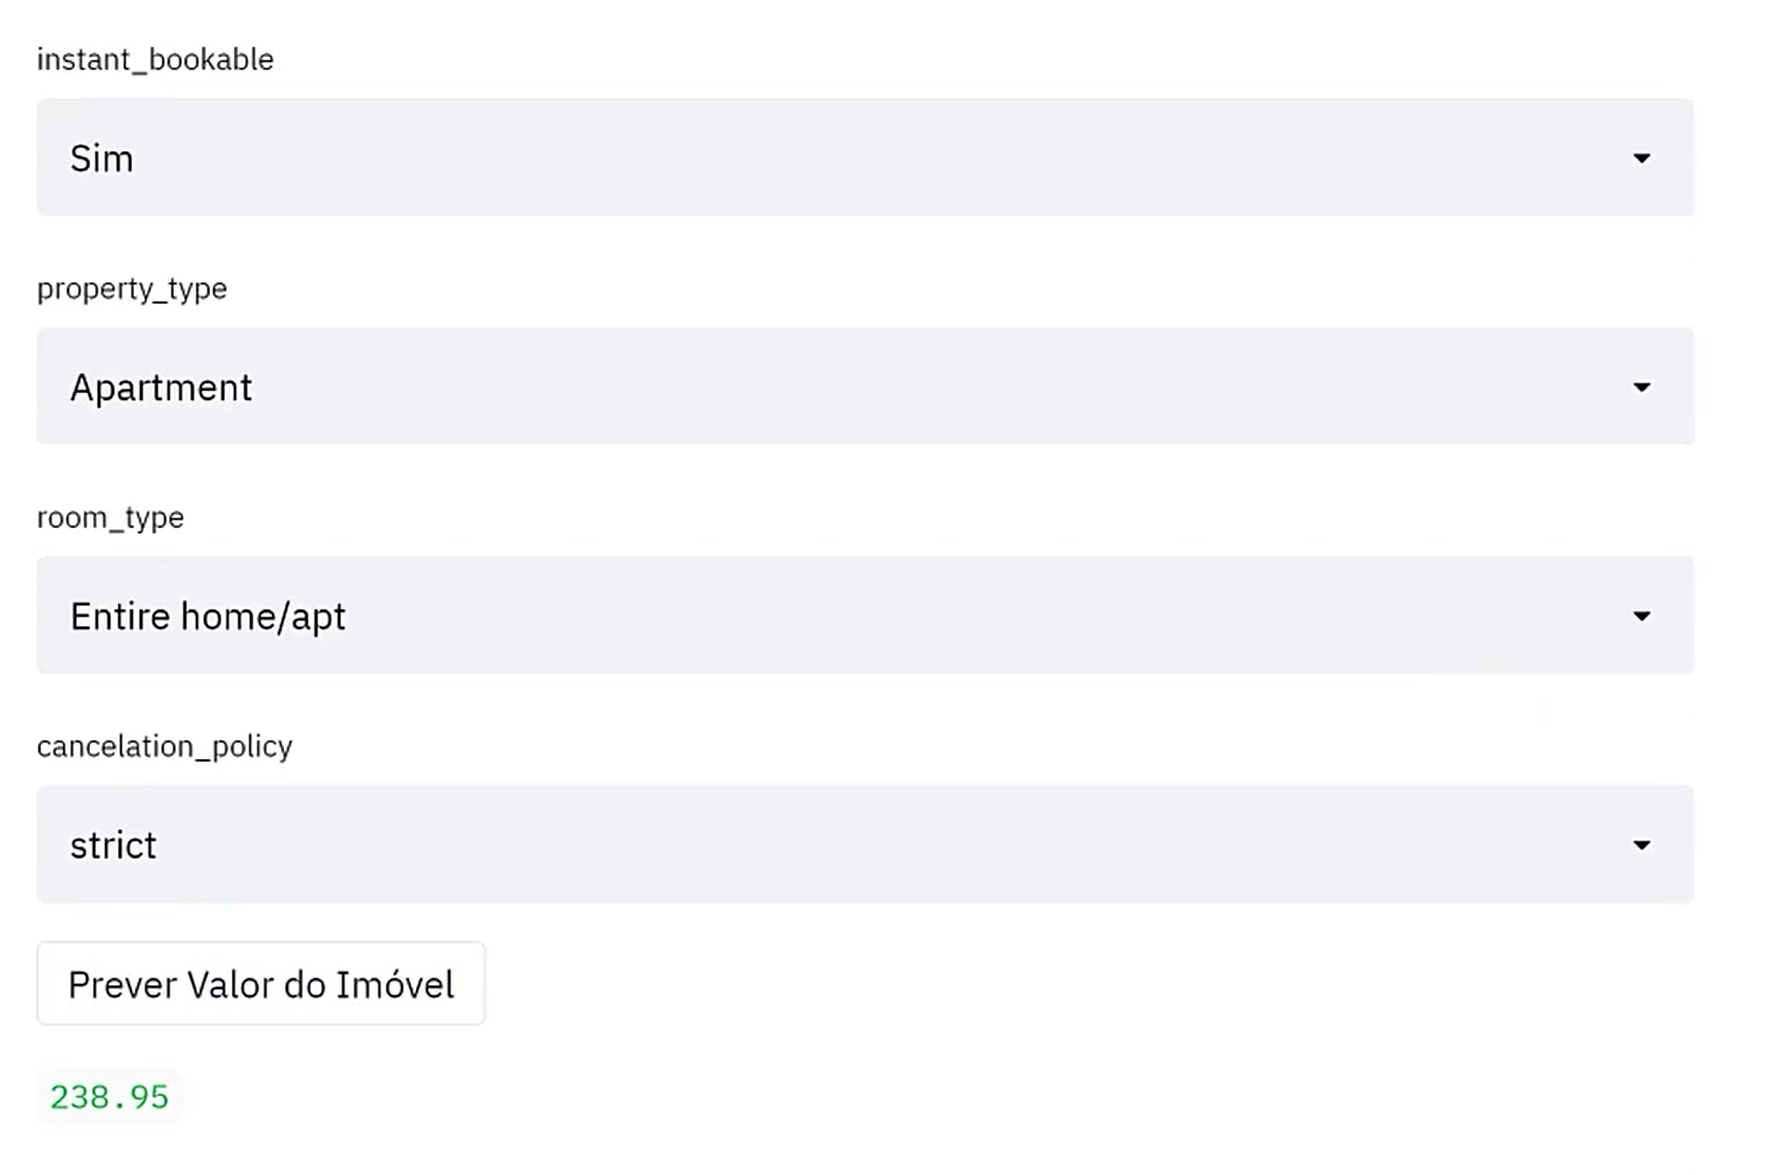 instant_bookable
Sim
property_type
Apartment
room_type
Entire home/apt
cancelation_policy
strict
Prever Valor do Imóvel
238.95